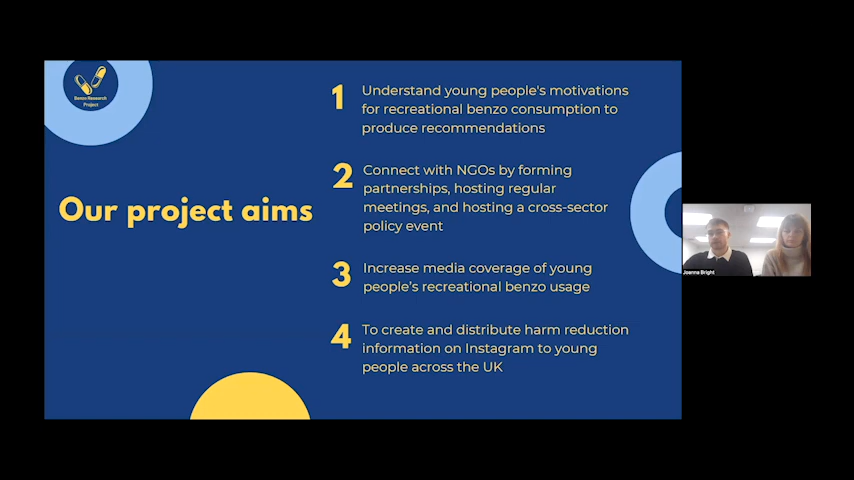 Benzo Research
Project
Our project aims
1
Understand young people's motivations
for recreational benzo consumption to
produce recommendations
2
Connect with NGOs by forming
partnerships, hosting regular
meetings, and hosting a cross-sector
policy event
3
Increase media coverage of young
people's recreational benzo usage
4
To create and distribute harm reduction
information on Instagram to young
people across the UK
Joanna Bright